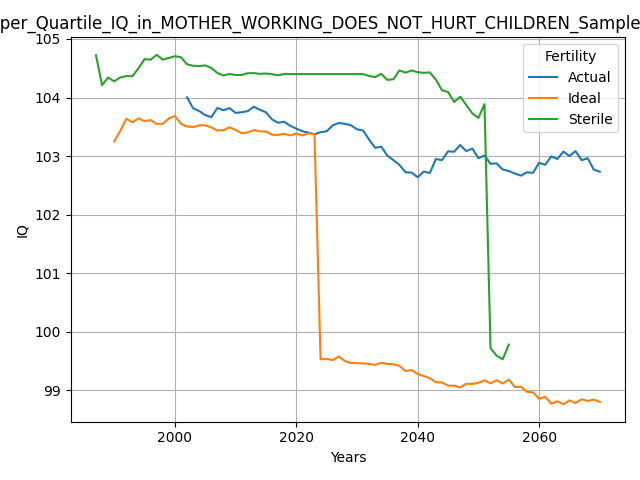 per_Quartile_IQ_in_MOTHER_WORKING_DOES_NOT_HURT_CHILDREN_Sample
105
104
103
102
101
100
99
IQ
Fertility
Actual
Ideal
Sterile
2000
2020
2040
2060
Years